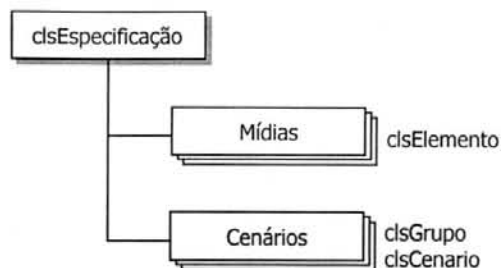 clsEspecificação
Mídias
clsElemento
Cenários
clsGrupo
clsCenario